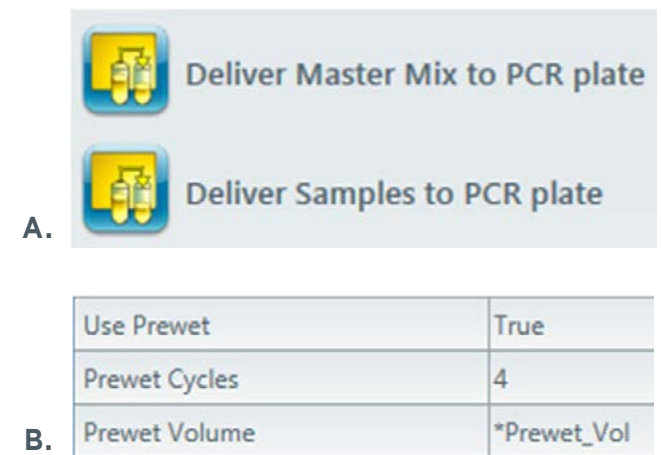 Deliver Master Mix to PCR plate
Deliver Samples to PCR plate
A.
Use Prewet True
Prewet Cycles 4
Prewet Volume *Prewet_Vol
B.